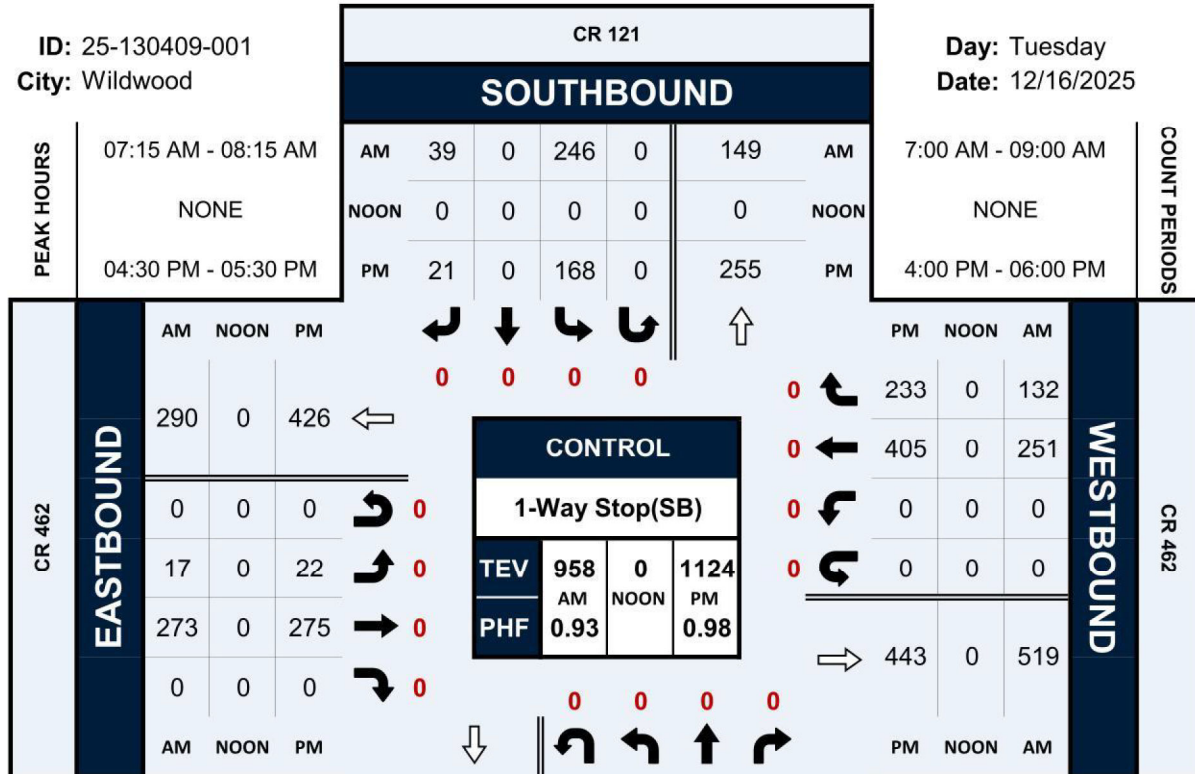 ID: 25-130409-001
City: Wildwood
CR 121
SOUTHBOUND
Day: Tuesday
Date: 12/16/2025
PEAK HOURS
07:15 AM - 08:15 AM
NONE
04:30 PM - 05:30 PM
AM 39 0 246 0 149 AM
NOON 0 0 0 0 0 NOON
PM 21 0 168 0 255 PM
7:00 AM - 09:00 AM
NONE
4:00 PM - 06:00 PM
COUNT PERIODS
0 0 0 0
CR 462
EASTBOUND
AM NOON PM
290 0 426
0 0 0 0
17 0 22 0
273 0 275 0
0 0 0 0
AM NOON PM
CONTROL
1-Way Stop(SB)
TEV 958 0 1124
AM NOON PM
PHF 0.93 0.98
PM NOON AM
0 233 0 132
0 405 0 251
0 0 0 0
0 0 0 0
443 0 519
PM NOON AM
WESTBOUND
CR 462
0 0 0 0